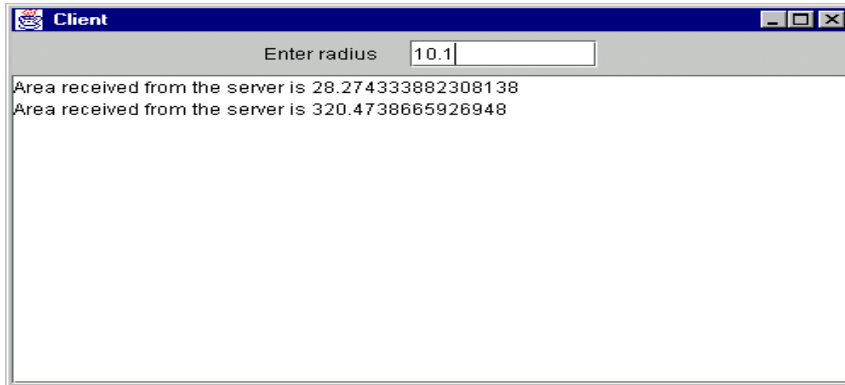 Client
Enter radius 10.1
Area received from the server is 28.274333882308138
Area received from the server is 320.4738665926948